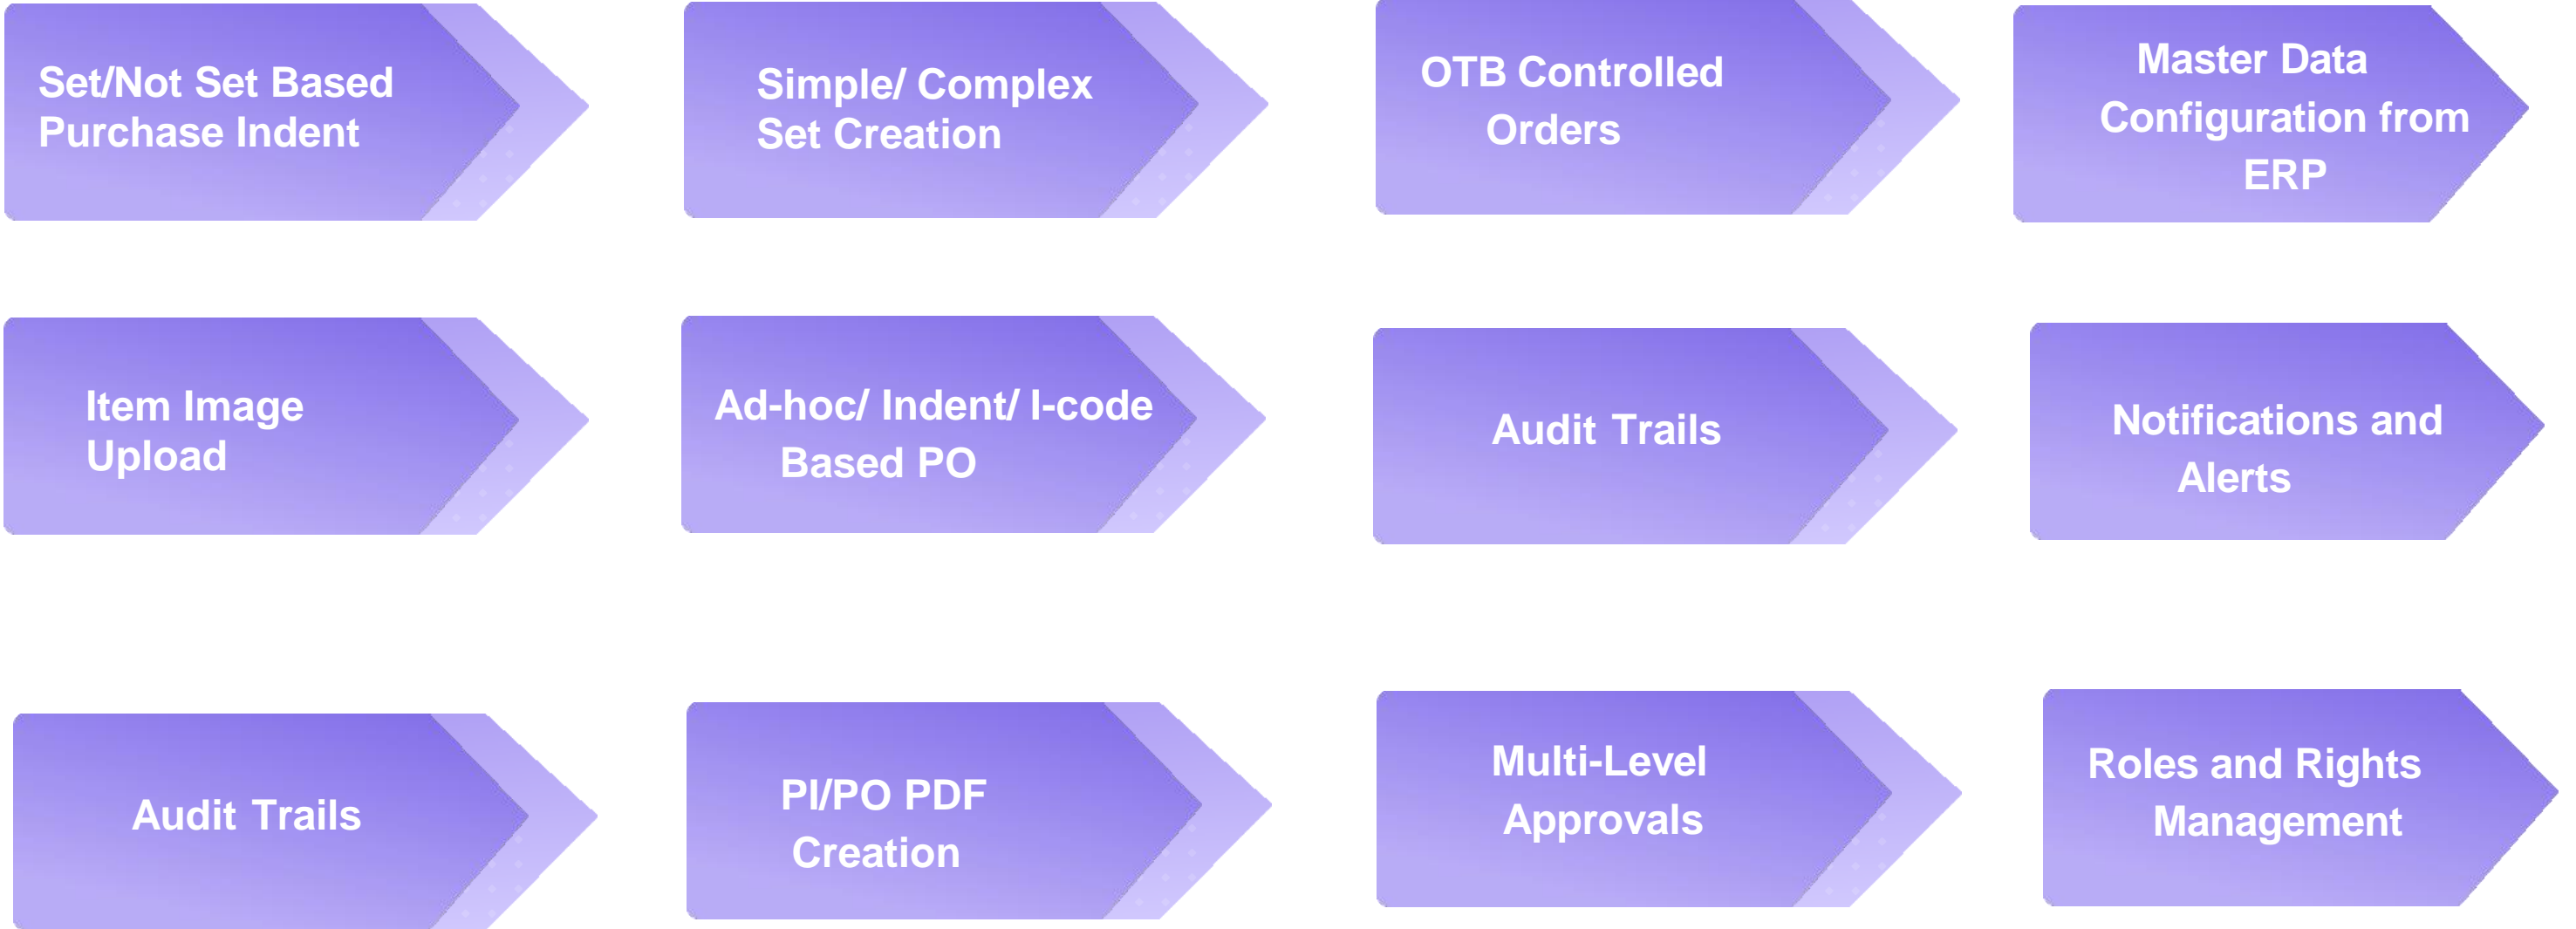 Set/Not Set Based
Purchase Indent
Simple/ Complex
Set Creation
OTB Controlled
Orders
Master Data
Configuration from
ERP
Item Image
Upload
Ad-hoc/ Indent/ I-code
Based PO
Audit Trails
Notifications and
Alerts
Audit Trails
PI/PO PDF
Creation
Multi-Level
Approvals
Roles and Rights
Management